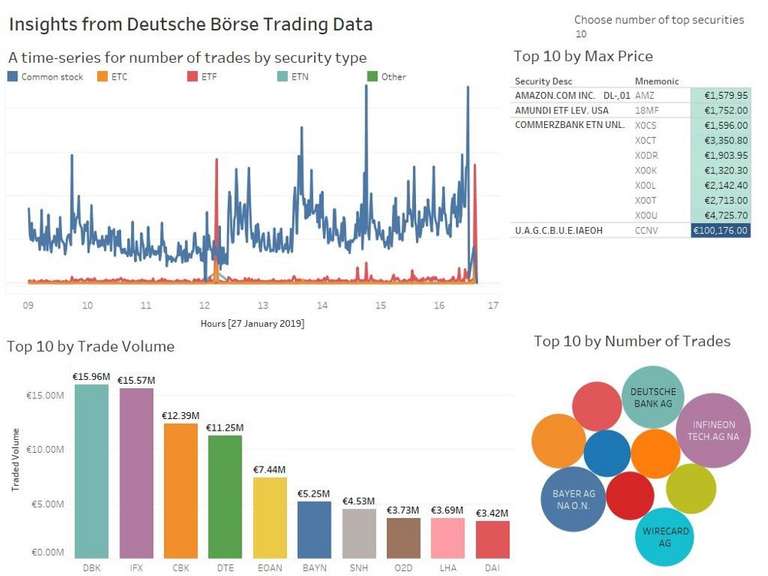 Insights from Deutsche Börse Trading Data
Choose number of top securities
10
A time-series for number of trades by security type
Common stock ETC ETF ETN Other
09 10 11 12 13 14 15 16 17
Hours [27 January 2019]
Top 10 by Max Price
Security Desc Mnemonic
AMAZON.COM INC. DL-,01 AMZ €1,579.95
AMUNDI ETF LEV. USA 18MF €1,752.00
COMMERZBANK ETN UNL. X0CS €1,596.00
X0CT €3,350.80
X0DR €1,903.95
X00K €1,320.30
X00L €2,142.40
X00T €2,713.00
X00U €4,725.70
U.A.G.C.B.U.E.IAEOH CCNV €100,176.00
Top 10 by Trade Volume
Traded Volume
€15.00M
€10.00M
€5.00M
€0.00M
€15.96M €15.57M €12.39M €11.25M €7.44M €5.25M €4.53M €3.73M €3.69M €3.42M
DBK IFX CBK DTE EOAN BAYN SNH O2D LHA DAI
Top 10 by Number of Trades
DEUTSCHE
BANK AG
INFINEON
TECH.AG NA
BAYER AG
NA O.N.
WIRECARD
AG